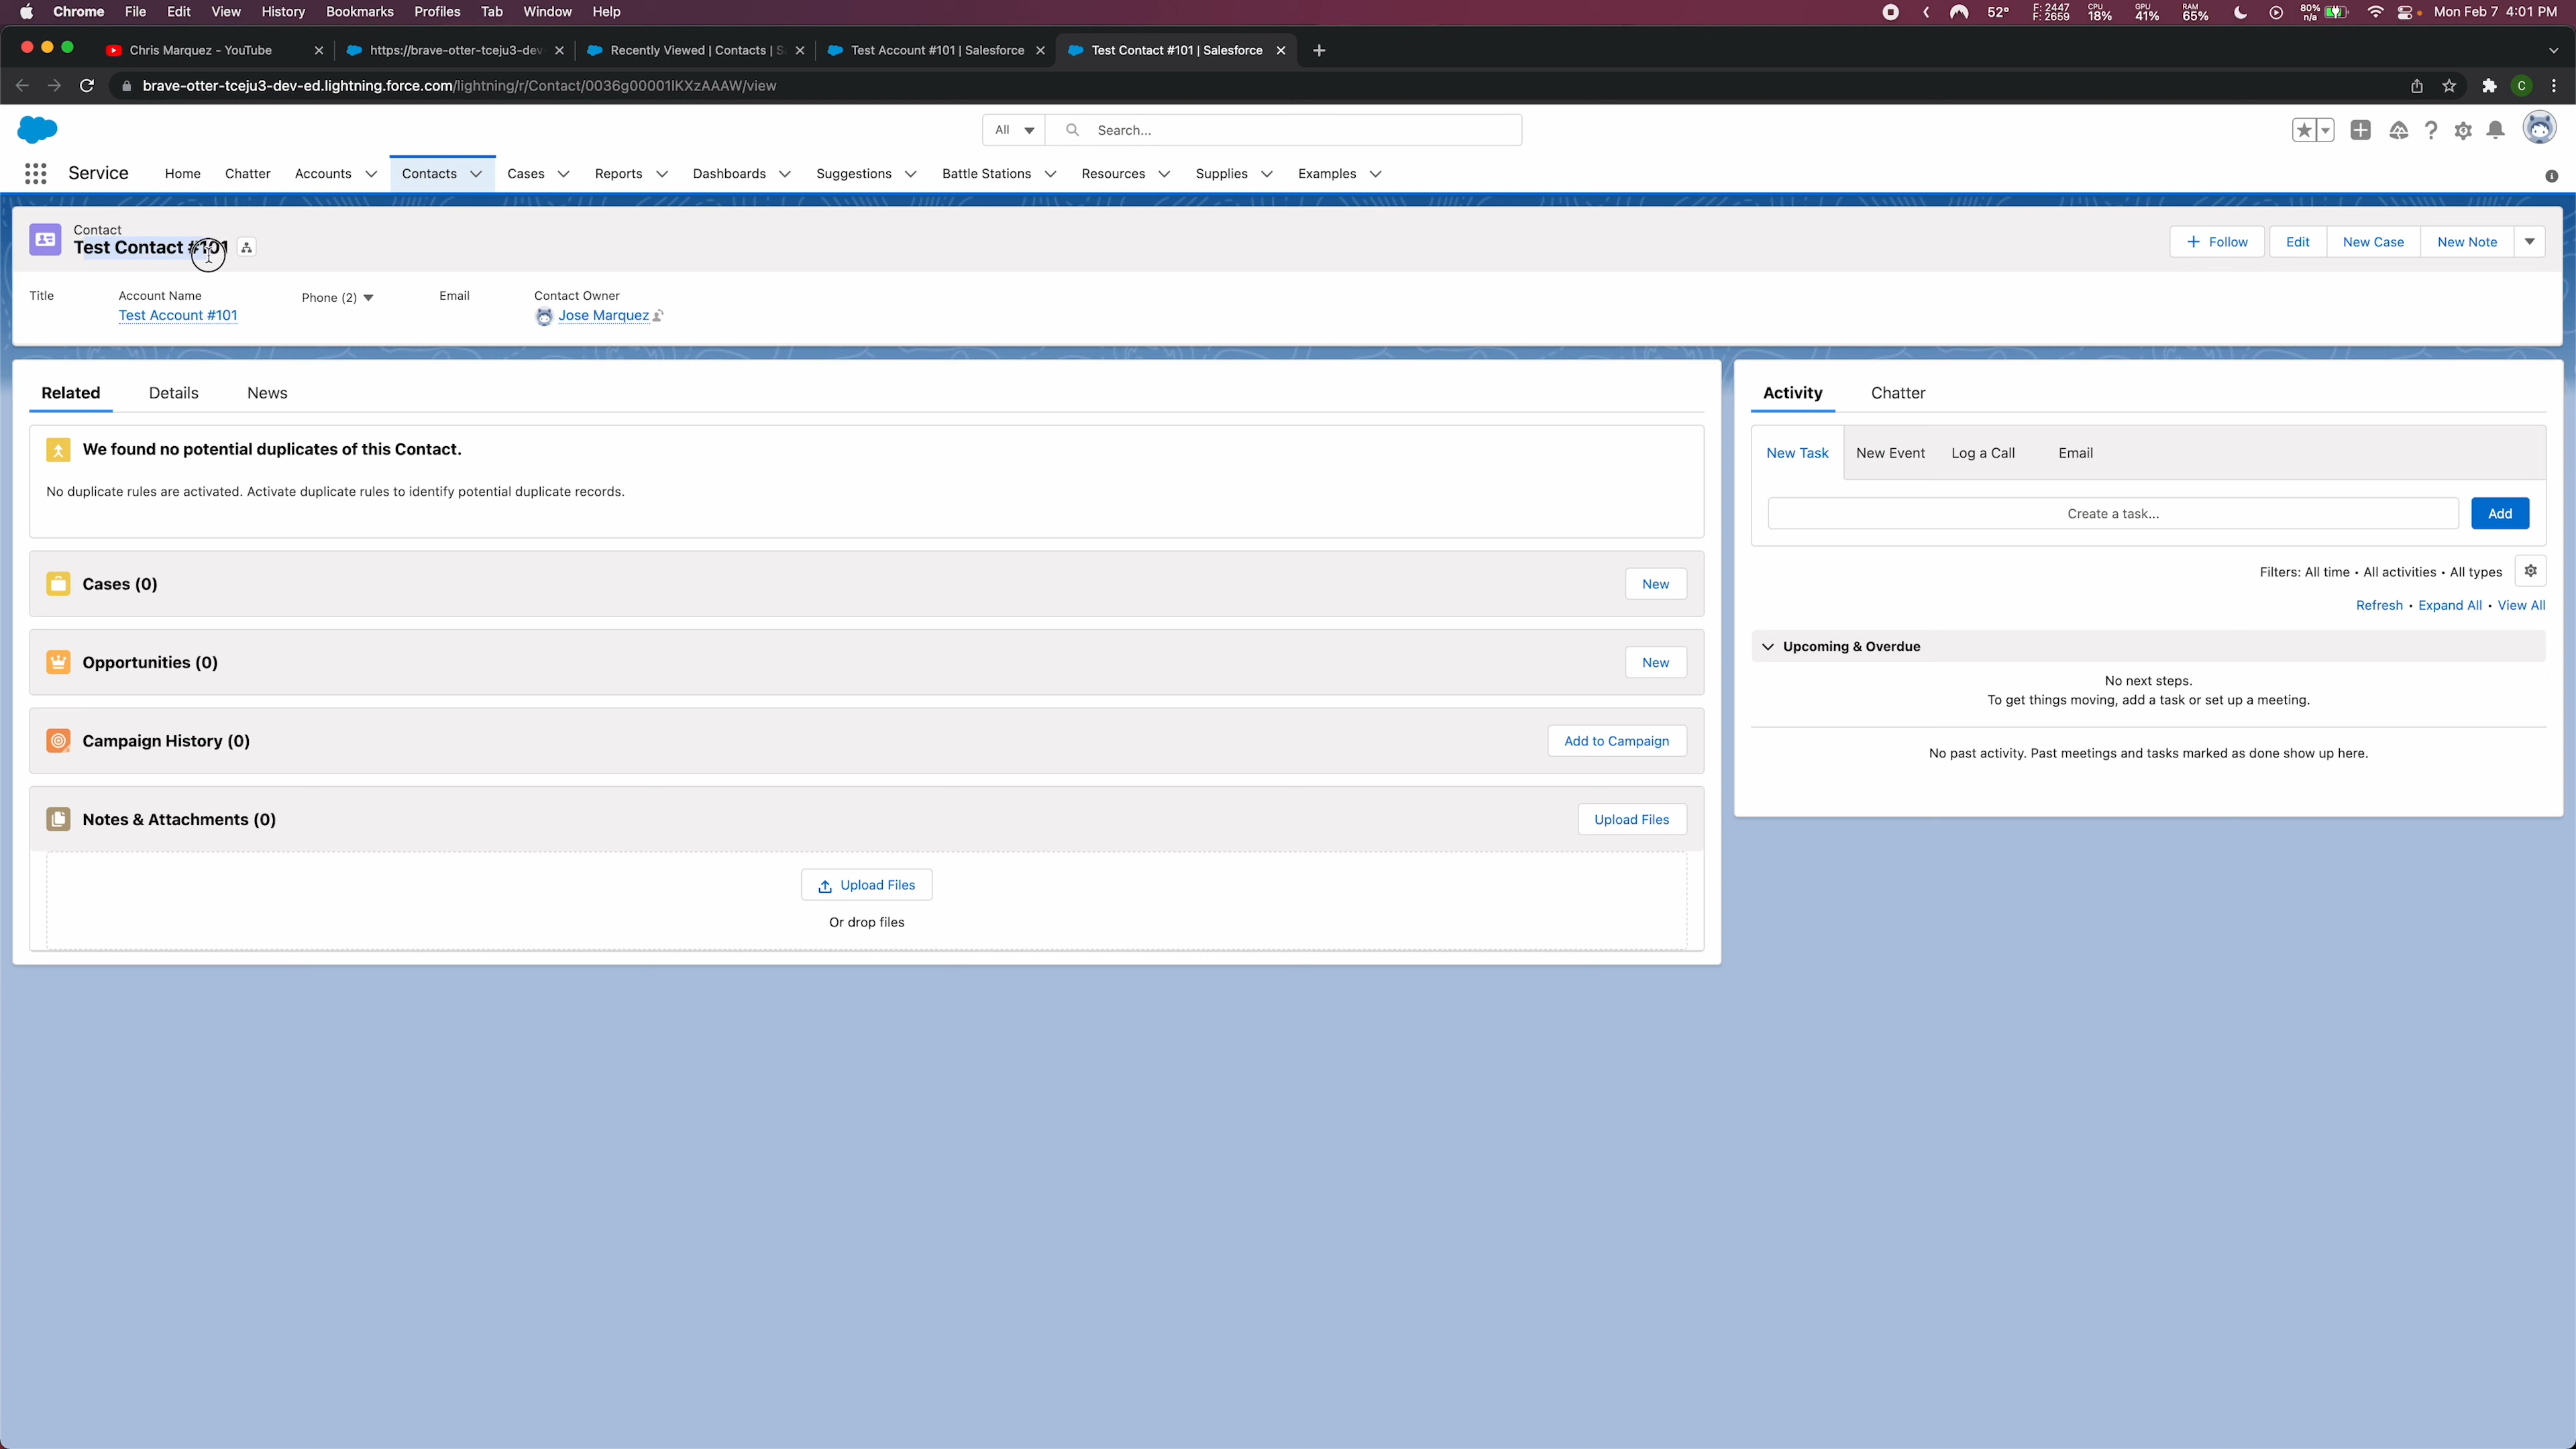 Chrome File Edit View History Bookmarks Profiles Tab Window Help 52° F: 2447 F: 2659 CPU 18% GPU 41% RAM 65% 80% n/a Mon Feb 7 4:01 PM
Chris Marquez - YouTube https://brave-otter-tceju3-dev Recently Viewed | Contacts | S Test Account #101 | Salesforce Test Contact #101 | Salesforce
brave-otter-tceju3-dev-ed.lightning.force.com/lightning/r/Contact/0036g00001lKXzAAAW/view C
All Search...
Service Home Chatter Accounts Contacts Cases Reports Dashboards Suggestions Battle Stations Resources Supplies Examples
Contact
Test Contact #101
Follow Edit New Case New Note
Title Account Name Phone (2) Email Contact Owner
Test Account #101 Jose Marquez
Related Details News
We found no potential duplicates of this Contact.
No duplicate rules are activated. Activate duplicate rules to identify potential duplicate records.
Cases (0) New
Opportunities (0) New
Campaign History (0) Add to Campaign
Notes & Attachments (0) Upload Files
Upload Files
Or drop files
Activity Chatter
New Task New Event Log a Call Email
Create a task... Add
Filters: All time • All activities • All types
Refresh • Expand All • View All
Upcoming & Overdue
No next steps.
To get things moving, add a task or set up a meeting.
No past activity. Past meetings and tasks marked as done show up here.